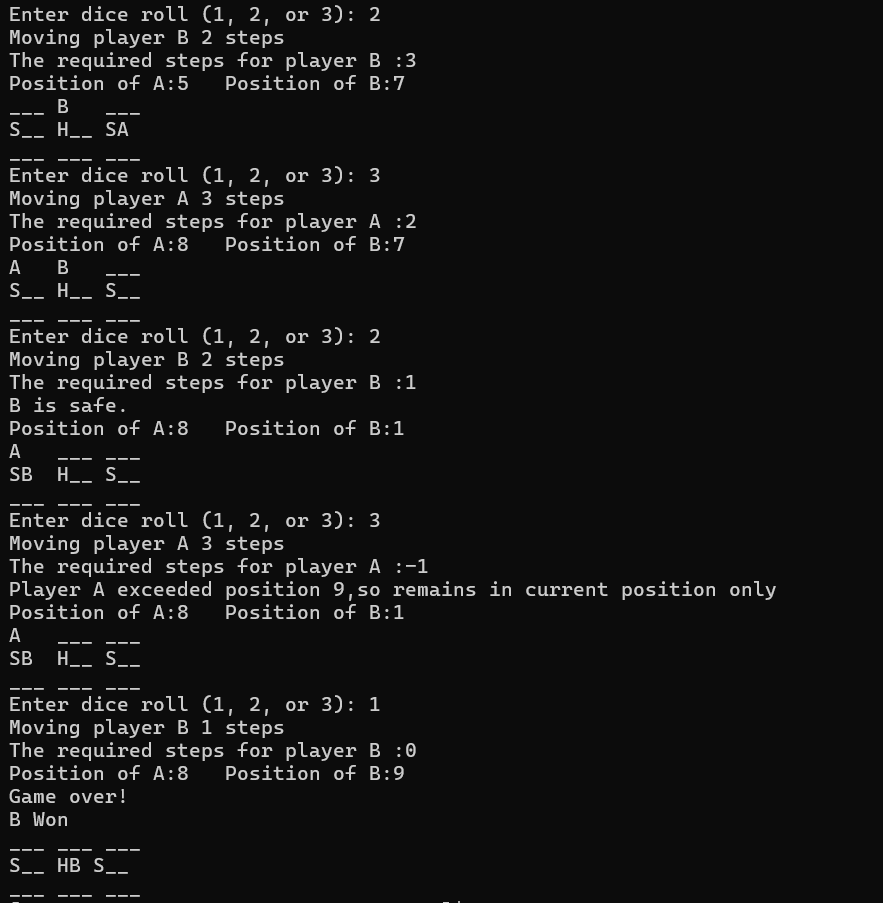 Enter dice roll (1, 2, or 3): 2
Moving player B 2 steps
The required steps for player B :3
Position of A:5   Position of B:7
___ B   ___
S__ H__ SA
___ ___ ___
Enter dice roll (1, 2, or 3): 3
Moving player A 3 steps
The required steps for player A :2
Position of A:8   Position of B:7
A   B   ___
S__ H__ S__
___ ___ ___
Enter dice roll (1, 2, or 3): 2
Moving player B 2 steps
The required steps for player B :1
B is safe.
Position of A:8   Position of B:1
A   ___ ___
SB  H__ S__
___ ___ ___
Enter dice roll (1, 2, or 3): 3
Moving player A 3 steps
The required steps for player A :-1
Player A exceeded position 9,so remains in current position only
Position of A:8   Position of B:1
A   ___ ___
SB  H__ S__
___ ___ ___
Enter dice roll (1, 2, or 3): 1
Moving player B 1 steps
The required steps for player B :0
Position of A:8   Position of B:9
Game over!
B Won
___ ___ ___
S__ HB S__
___ ___ ___